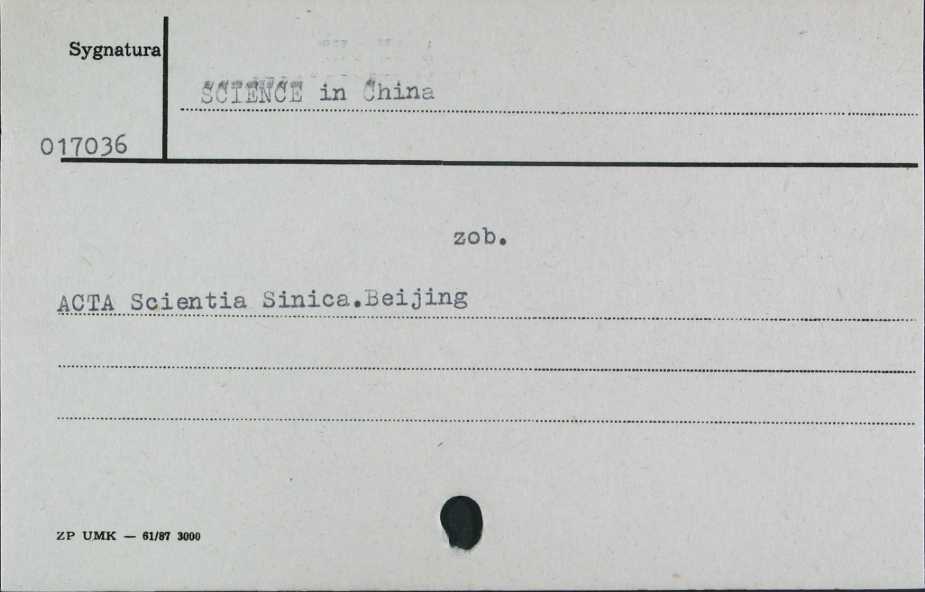 Sygnatura
SCIENCE in China
017036
zob.
ACTA Scientia Sinica.Beijing
ZP UMK — 61/87 3000